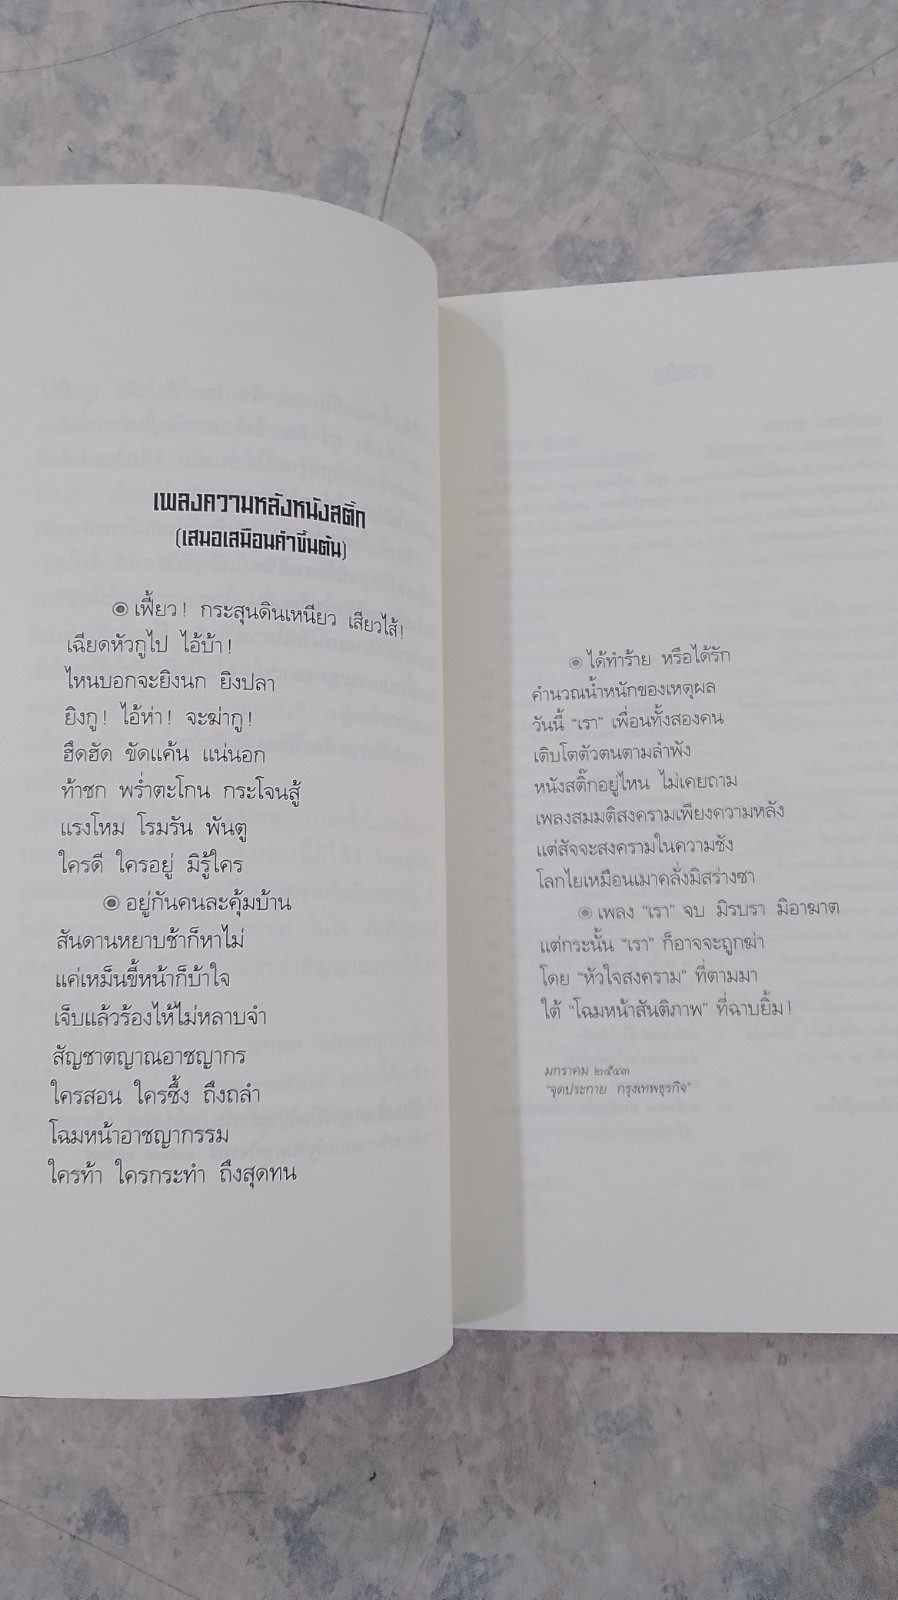 เพลงความหลังหนังสติ๊ก
(เสมอเสมือนคำขึ้นต้น)
๏ เฟี้ยว! กระสุนดินเหนียว เสียวไส้!
เฉียดหัวกูไป ไอ้บ้า!
ไหนบอกจะยิงนก ยิงปลา
ยิงกู! ไอ้ห่า! จะฆ่ากู!
ฮึดฮัด ขัดแค้น แน่นอก
ท้าชก พร่ำตะโกน กระโจนสู้
แรงโหม โรมรัน พันตู
ใครดี ใครอยู่ มิรู้ใคร
๏ อยู่กันคนละคุ้มบ้าน
สันดานหยาบช้าก็หาไม่
แค่เหม็นขี้หน้าก็บ้าใจ
เจ็บแล้วร้องไห้ไม่หลาบจำ
สัญชาตญาณอาชญากร
ใครสอน ใครซึ้ง ถึงถลำ
โฉมหน้าอาชญากรรม
ใครท้า ใครกระทำ ถึงสุดทน
๏ ได้ทำร้าย หรือได้รัก
คำนวณน้ำหนักของเหตุผล
วันนี้ "เรา" เพื่อนทั้งสองคน
เติบโตตัวตนตามลำพัง
หนังสติ๊กอยู่ไหน ไม่เคยถาม
เพลงสมมติสงครามเพียงความหลัง
แต่สัจจะสงครามในความชัง
โลกไยเหมือนเมาคลั่งมิสร่างซา
๏ เพลง "เรา" จบ มิรบรา มิอาฆาต
แต่กระนั้น "เรา" ก็อาจจะถูกฆ่า
โดย "หัวใจสงคราม" ที่ตามมา
ใต้ "โฉมหน้าสันติภาพ" ที่ฉาบยิ้ม!
มกราคม ๒๕๔๓
"จุดประกาย กรุงเทพธุรกิจ"